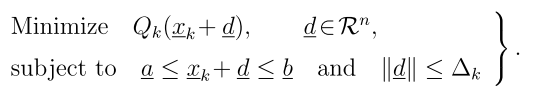 Minimize Q_k(x_k + d), d ∈ ℛ^n,
subject to a ≤ x_k + d ≤ b and ‖d‖ ≤ Δ_k } .